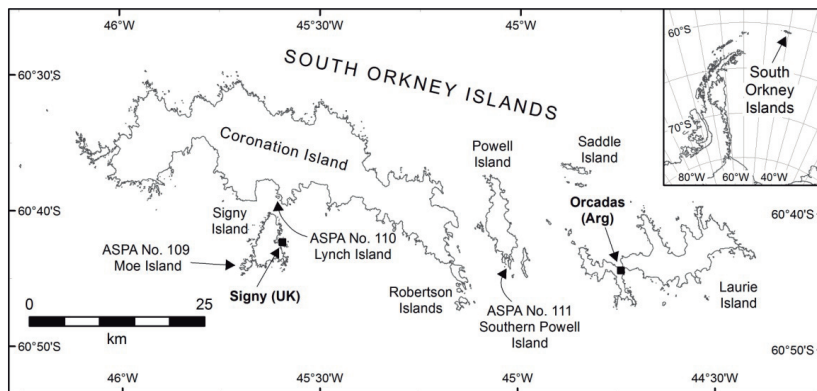 46°W
45°30'W
45°W
60°S
70°S
80°W
60°W
40°W
South
Orkney
Islands
60°30'S
SOUTH ORKNEY ISLANDS
Coronation Island
Powell
Island
Saddle
Island
60°40'S
60°40'S
Signy
Island
ASPA No. 110
Lynch Island
Orcadas
(Arg)
ASPA No. 109
Moe Island
Signy (UK)
Robertson
Islands
ASPA No. 111
Southern Powell
Island
Laurie
Island
0
25
km
60°50'S
60°50'S
46°W
45°30'W
45°W
44°30'W